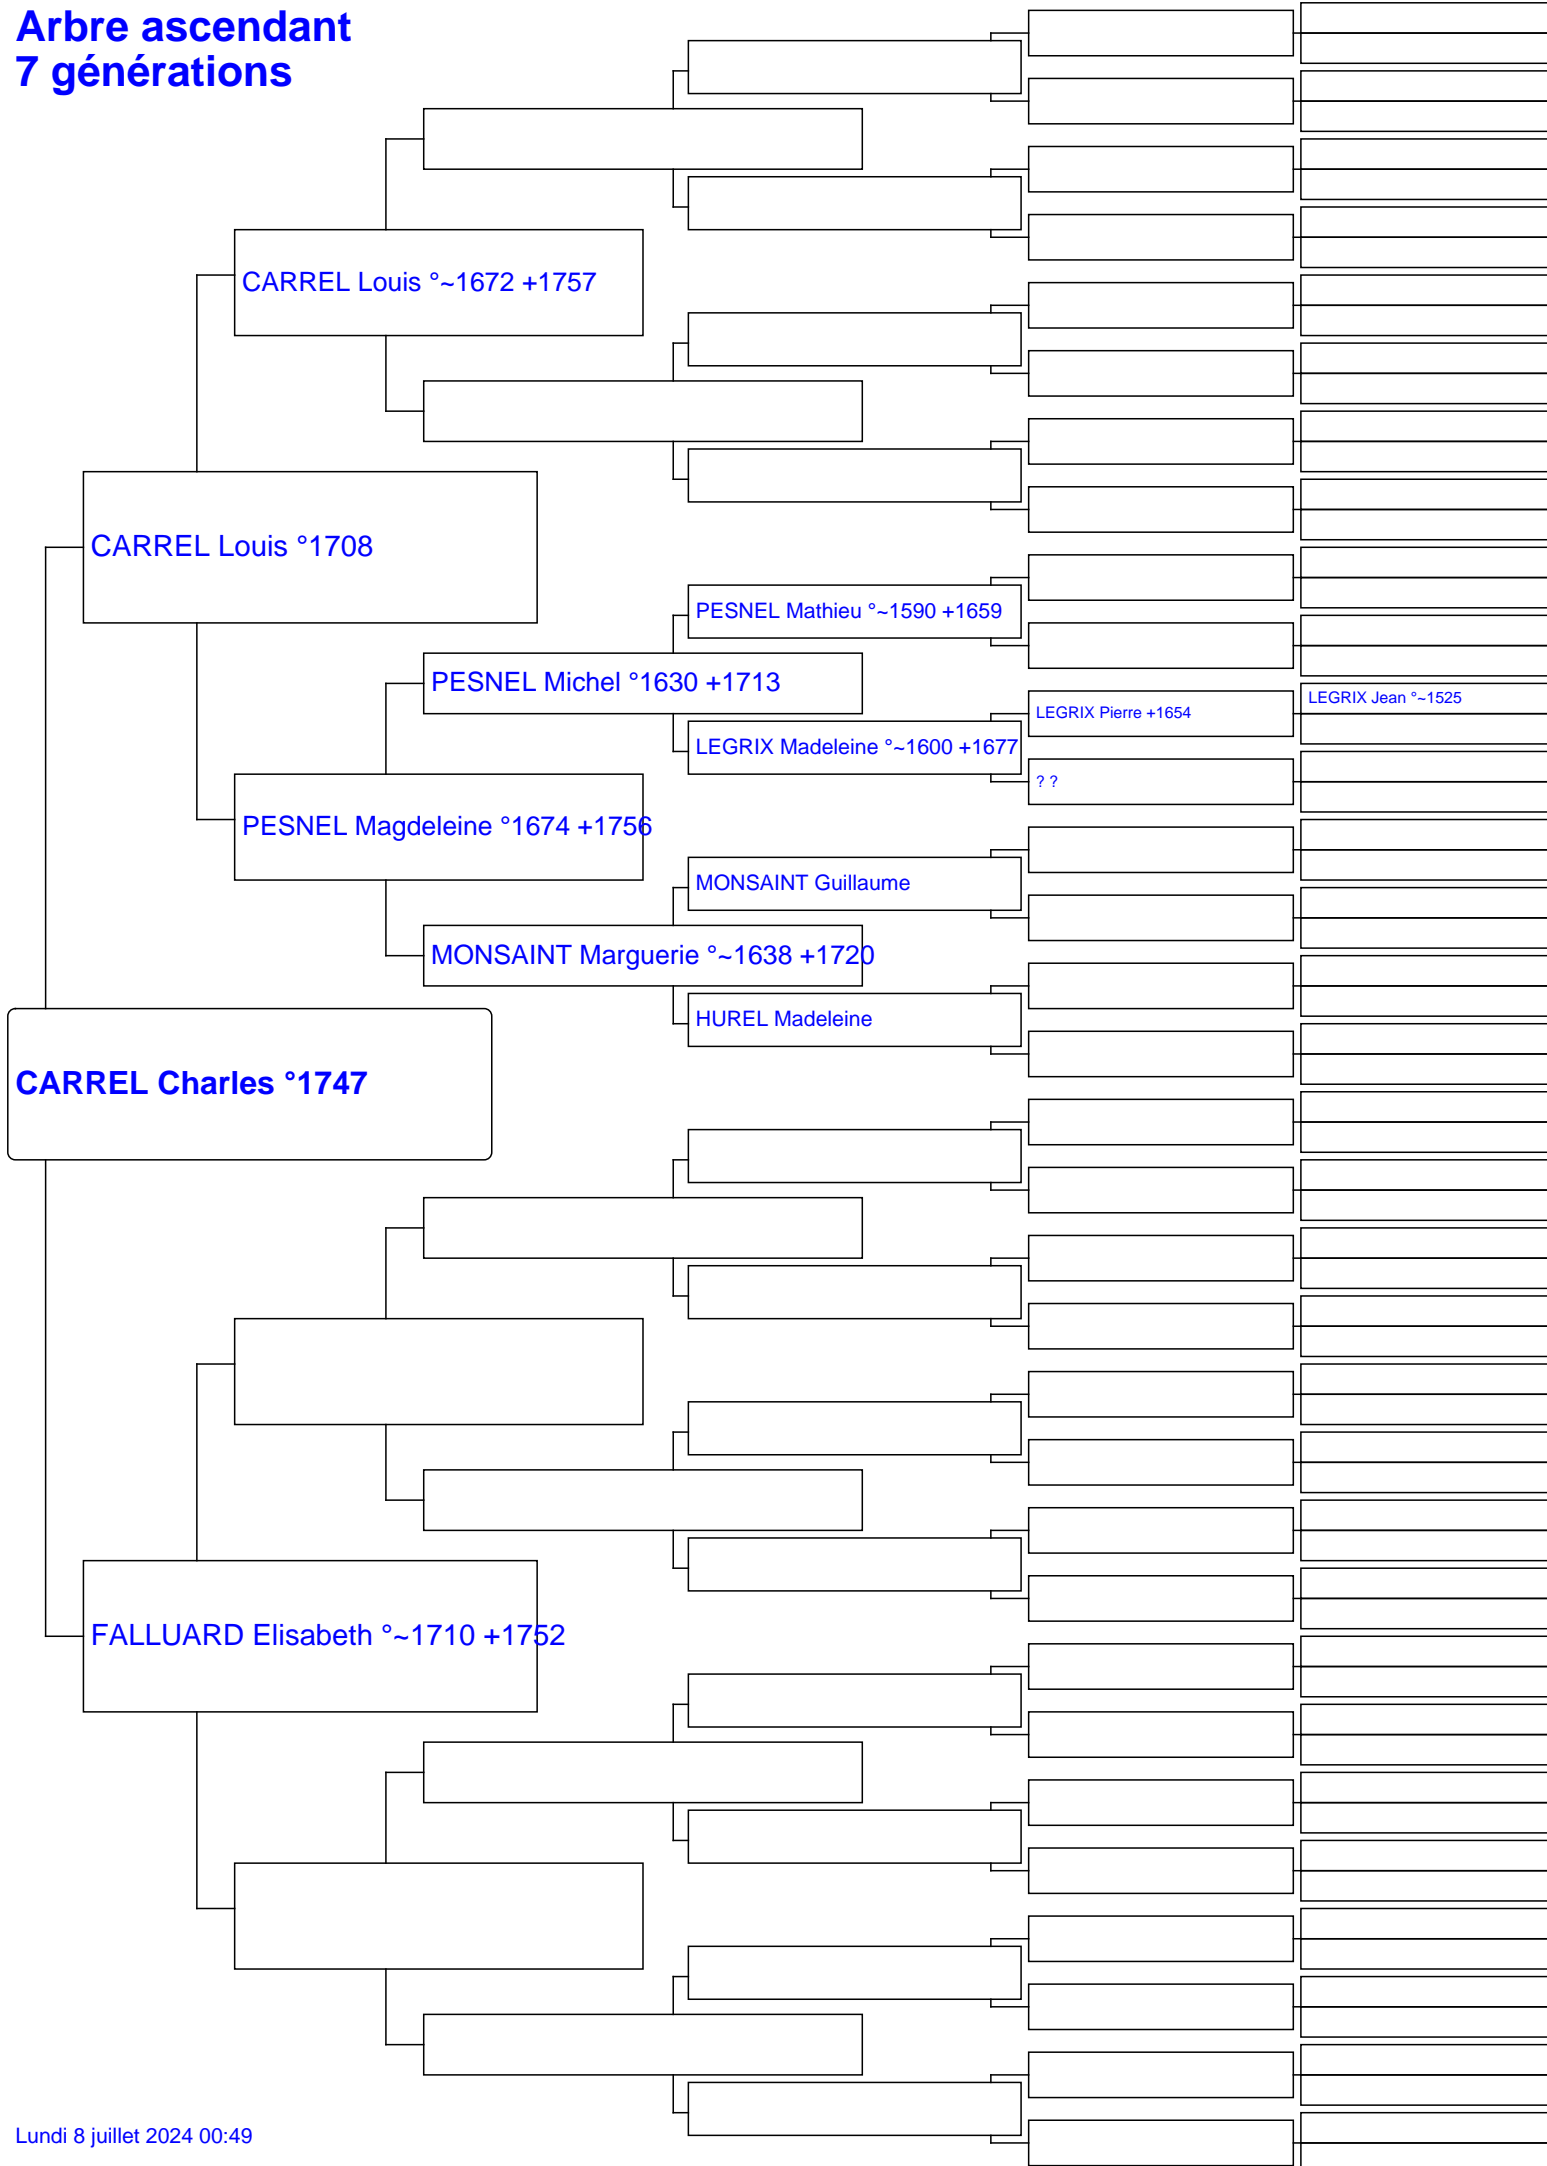 Arbre ascendant
7 générations
CARREL Louis °~1672 +1757
CARREL Louis °1708
PESNEL Mathieu °~1590 +1659
PESNEL Michel °1630 +1713
LEGRIX Jean °~1525
LEGRIX Pierre +1654
LEGRIX Madeleine °~1600 +1677
? ?
PESNEL Magdeleine °1674 +1756
MONSAINT Guillaume
MONSAINT Marguerie °~1638 +1720
HUREL Madeleine
CARREL Charles °1747
FALLUARD Elisabeth °~1710 +1752
Lundi 8 juillet 2024 00:49